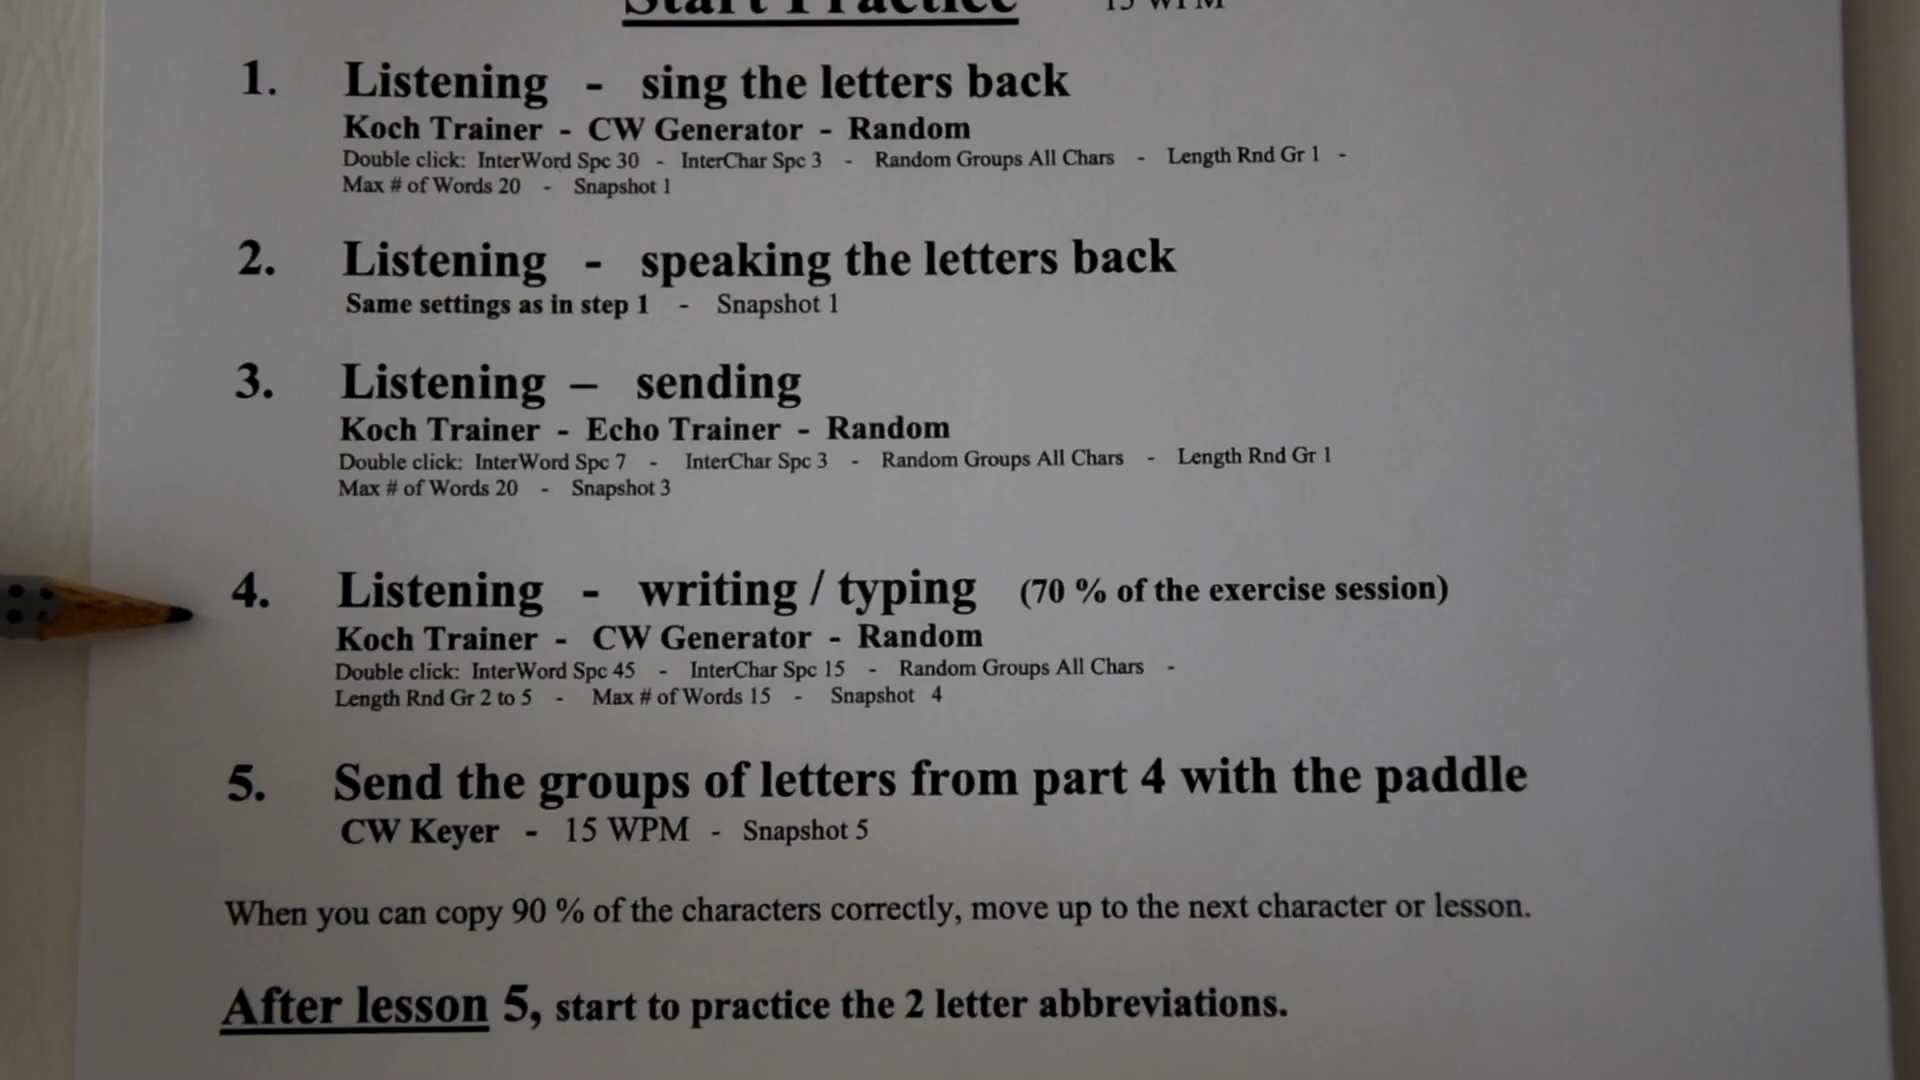 Start Practice 15 WPM
1. Listening - sing the letters back
Koch Trainer - CW Generator - Random
Double click: InterWord Spc 30 - InterChar Spc 3 - Random Groups All Chars - Length Rnd Gr 1 -
Max # of Words 20 - Snapshot 1
2. Listening - speaking the letters back
Same settings as in step 1 - Snapshot 1
3. Listening – sending
Koch Trainer - Echo Trainer - Random
Double click: InterWord Spc 7 - InterChar Spc 3 - Random Groups All Chars - Length Rnd Gr 1
Max # of Words 20 - Snapshot 3
4. Listening - writing / typing (70 % of the exercise session)
Koch Trainer - CW Generator - Random
Double click: InterWord Spc 45 - InterChar Spc 15 - Random Groups All Chars -
Length Rnd Gr 2 to 5 - Max # of Words 15 - Snapshot 4
5. Send the groups of letters from part 4 with the paddle
CW Keyer - 15 WPM - Snapshot 5
When you can copy 90 % of the characters correctly, move up to the next character or lesson.
After lesson 5, start to practice the 2 letter abbreviations.